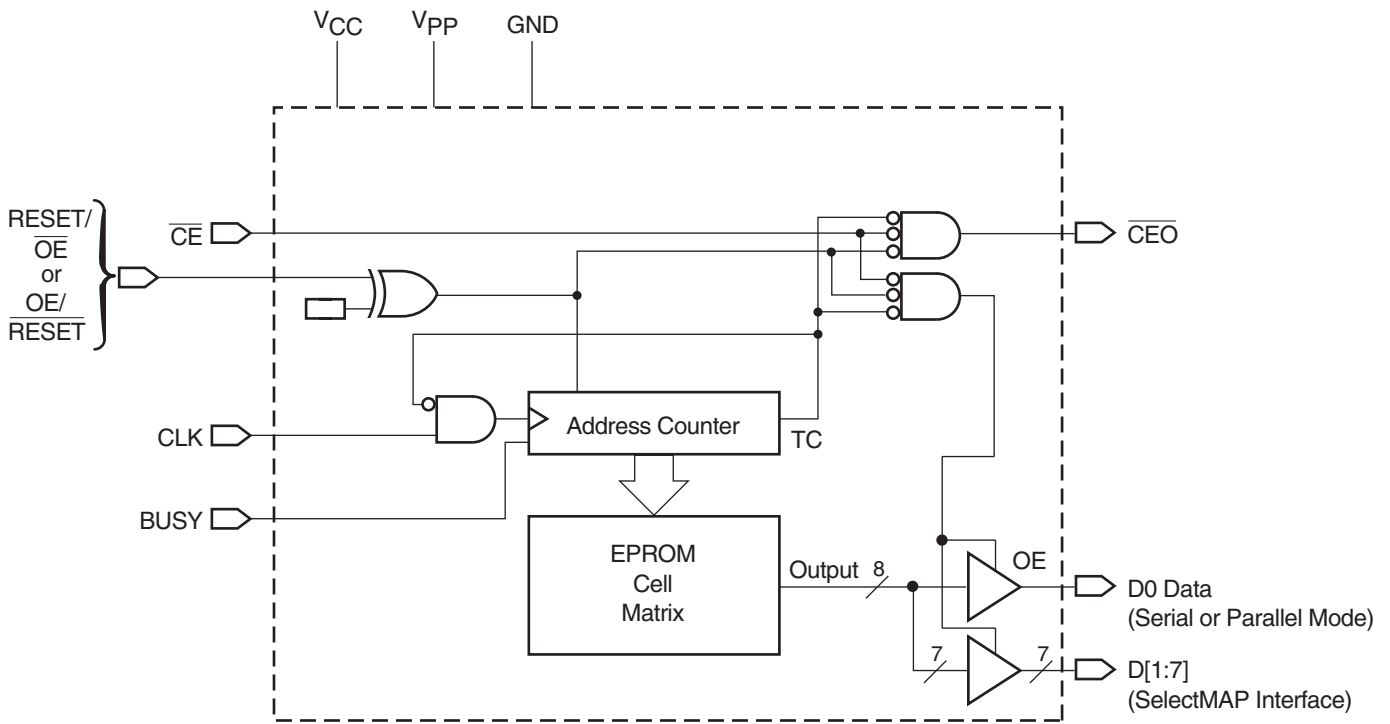 VCC
VPP
GND
RESET/
OE
or
OE/
RESET
CE
CEO
CLK
Address Counter
TC
BUSY
EPROM
Cell
Matrix
Output
8
OE
D0 Data
(Serial or Parallel Mode)
7
7
D[1:7]
(SelectMAP Interface)